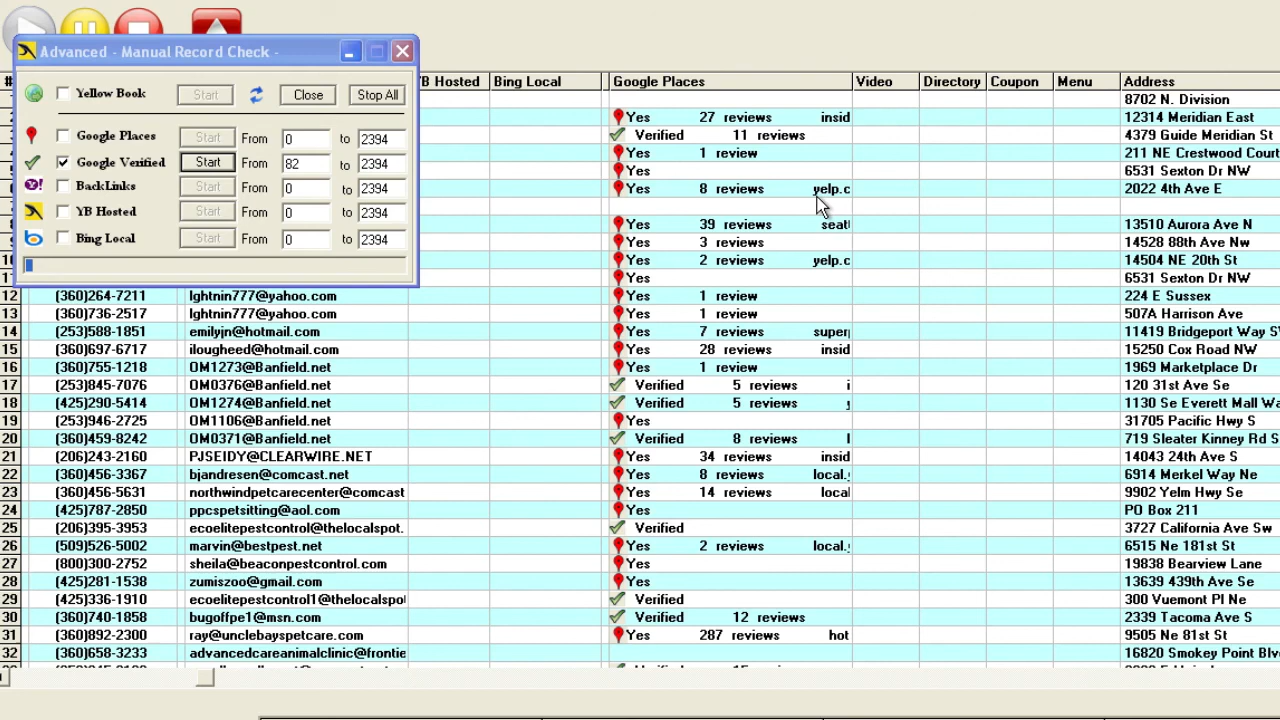 Advanced - Manual Record Check -
Yellow Book Start Close Stop All
Google Places Start From 0 to 2394
Google Verified Start From 82 to 2394
BackLinks Start From 0 to 2394
YB Hosted Start From 0 to 2394
Bing Local Start From 0 to 2394
# YB Hosted Bing Local Google Places Video Directory Coupon Menu Address
8702 N. Division
Yes 27 reviews insid 12314 Meridian East
Verified 11 reviews 4379 Guide Meridian St
Yes 1 review 211 NE Crestwood Court
Yes 6531 Sexton Dr NW
Yes 8 reviews yelp.c 2022 4th Ave E
Yes 39 reviews seatt 13510 Aurora Ave N
Yes 3 reviews 14528 88th Ave Nw
10 Yes 2 reviews yelp.c 14504 NE 20th St
11 Yes 6531 Sexton Dr NW
12 (360)264-7211 lghtnin777@yahoo.com Yes 1 review 224 E Sussex
13 (360)736-2517 lghtnin777@yahoo.com Yes 1 review 507A Harrison Ave
14 (253)588-1851 emilyjn@hotmail.com Yes 7 reviews super 11419 Bridgeport Way S
15 (360)697-6717 ilougheed@hotmail.com Yes 28 reviews insid 15250 Cox Road NW
16 (360)755-1218 OM1273@Banfield.net Yes 1 review 1969 Marketplace Dr
17 (253)845-7076 OM0376@Banfield.net Verified 5 reviews i 120 31st Ave Se
18 (425)290-5414 OM1274@Banfield.net Verified 5 reviews y 1130 Se Everett Mall Wa
19 (253)946-2725 OM1106@Banfield.net Yes 31705 Pacific Hwy S
20 (360)459-8242 OM0371@Banfield.net Verified 8 reviews l 719 Sleater Kinney Rd
21 (206)243-2160 PJSEIDY@CLEARWIRE.NET Yes 34 reviews insid 14043 24th Ave S
22 (360)456-3367 bjandresen@comcast.net Yes 8 reviews local. 6914 Merkel Way Ne
23 (360)456-5631 northwindpetcarecenter@comcast Yes 14 reviews local 9902 Yelm Hwy Se
24 (425)787-2850 ppcspetsitting@aol.com Yes PO Box 211
25 (206)395-3953 ecoelitepestcontrol@thelocalspot. Verified 3727 California Ave Sw
26 (509)526-5002 marvin@bestpest.net Yes 2 reviews local. 6515 Ne 181st St
27 (800)300-2752 sheila@beaconpestcontrol.com Yes 19838 Bearview Lane
28 (425)281-1538 zumiszoo@gmail.com Yes 13639 439th Ave Se
29 (425)336-1910 ecoelitepestcontrol1@thelocalspo Verified 300 Vuemont Pl Ne
30 (360)740-1858 bugoffpe1@msn.com Verified 12 reviews 2339 Tacoma Ave S
31 (360)892-2300 ray@unclebayspetcare.com Yes 287 reviews hot 9505 Ne 81st St
32 (360)658-3233 advancedcareanimalclinic@frontie 16820 Smokey Point Blv